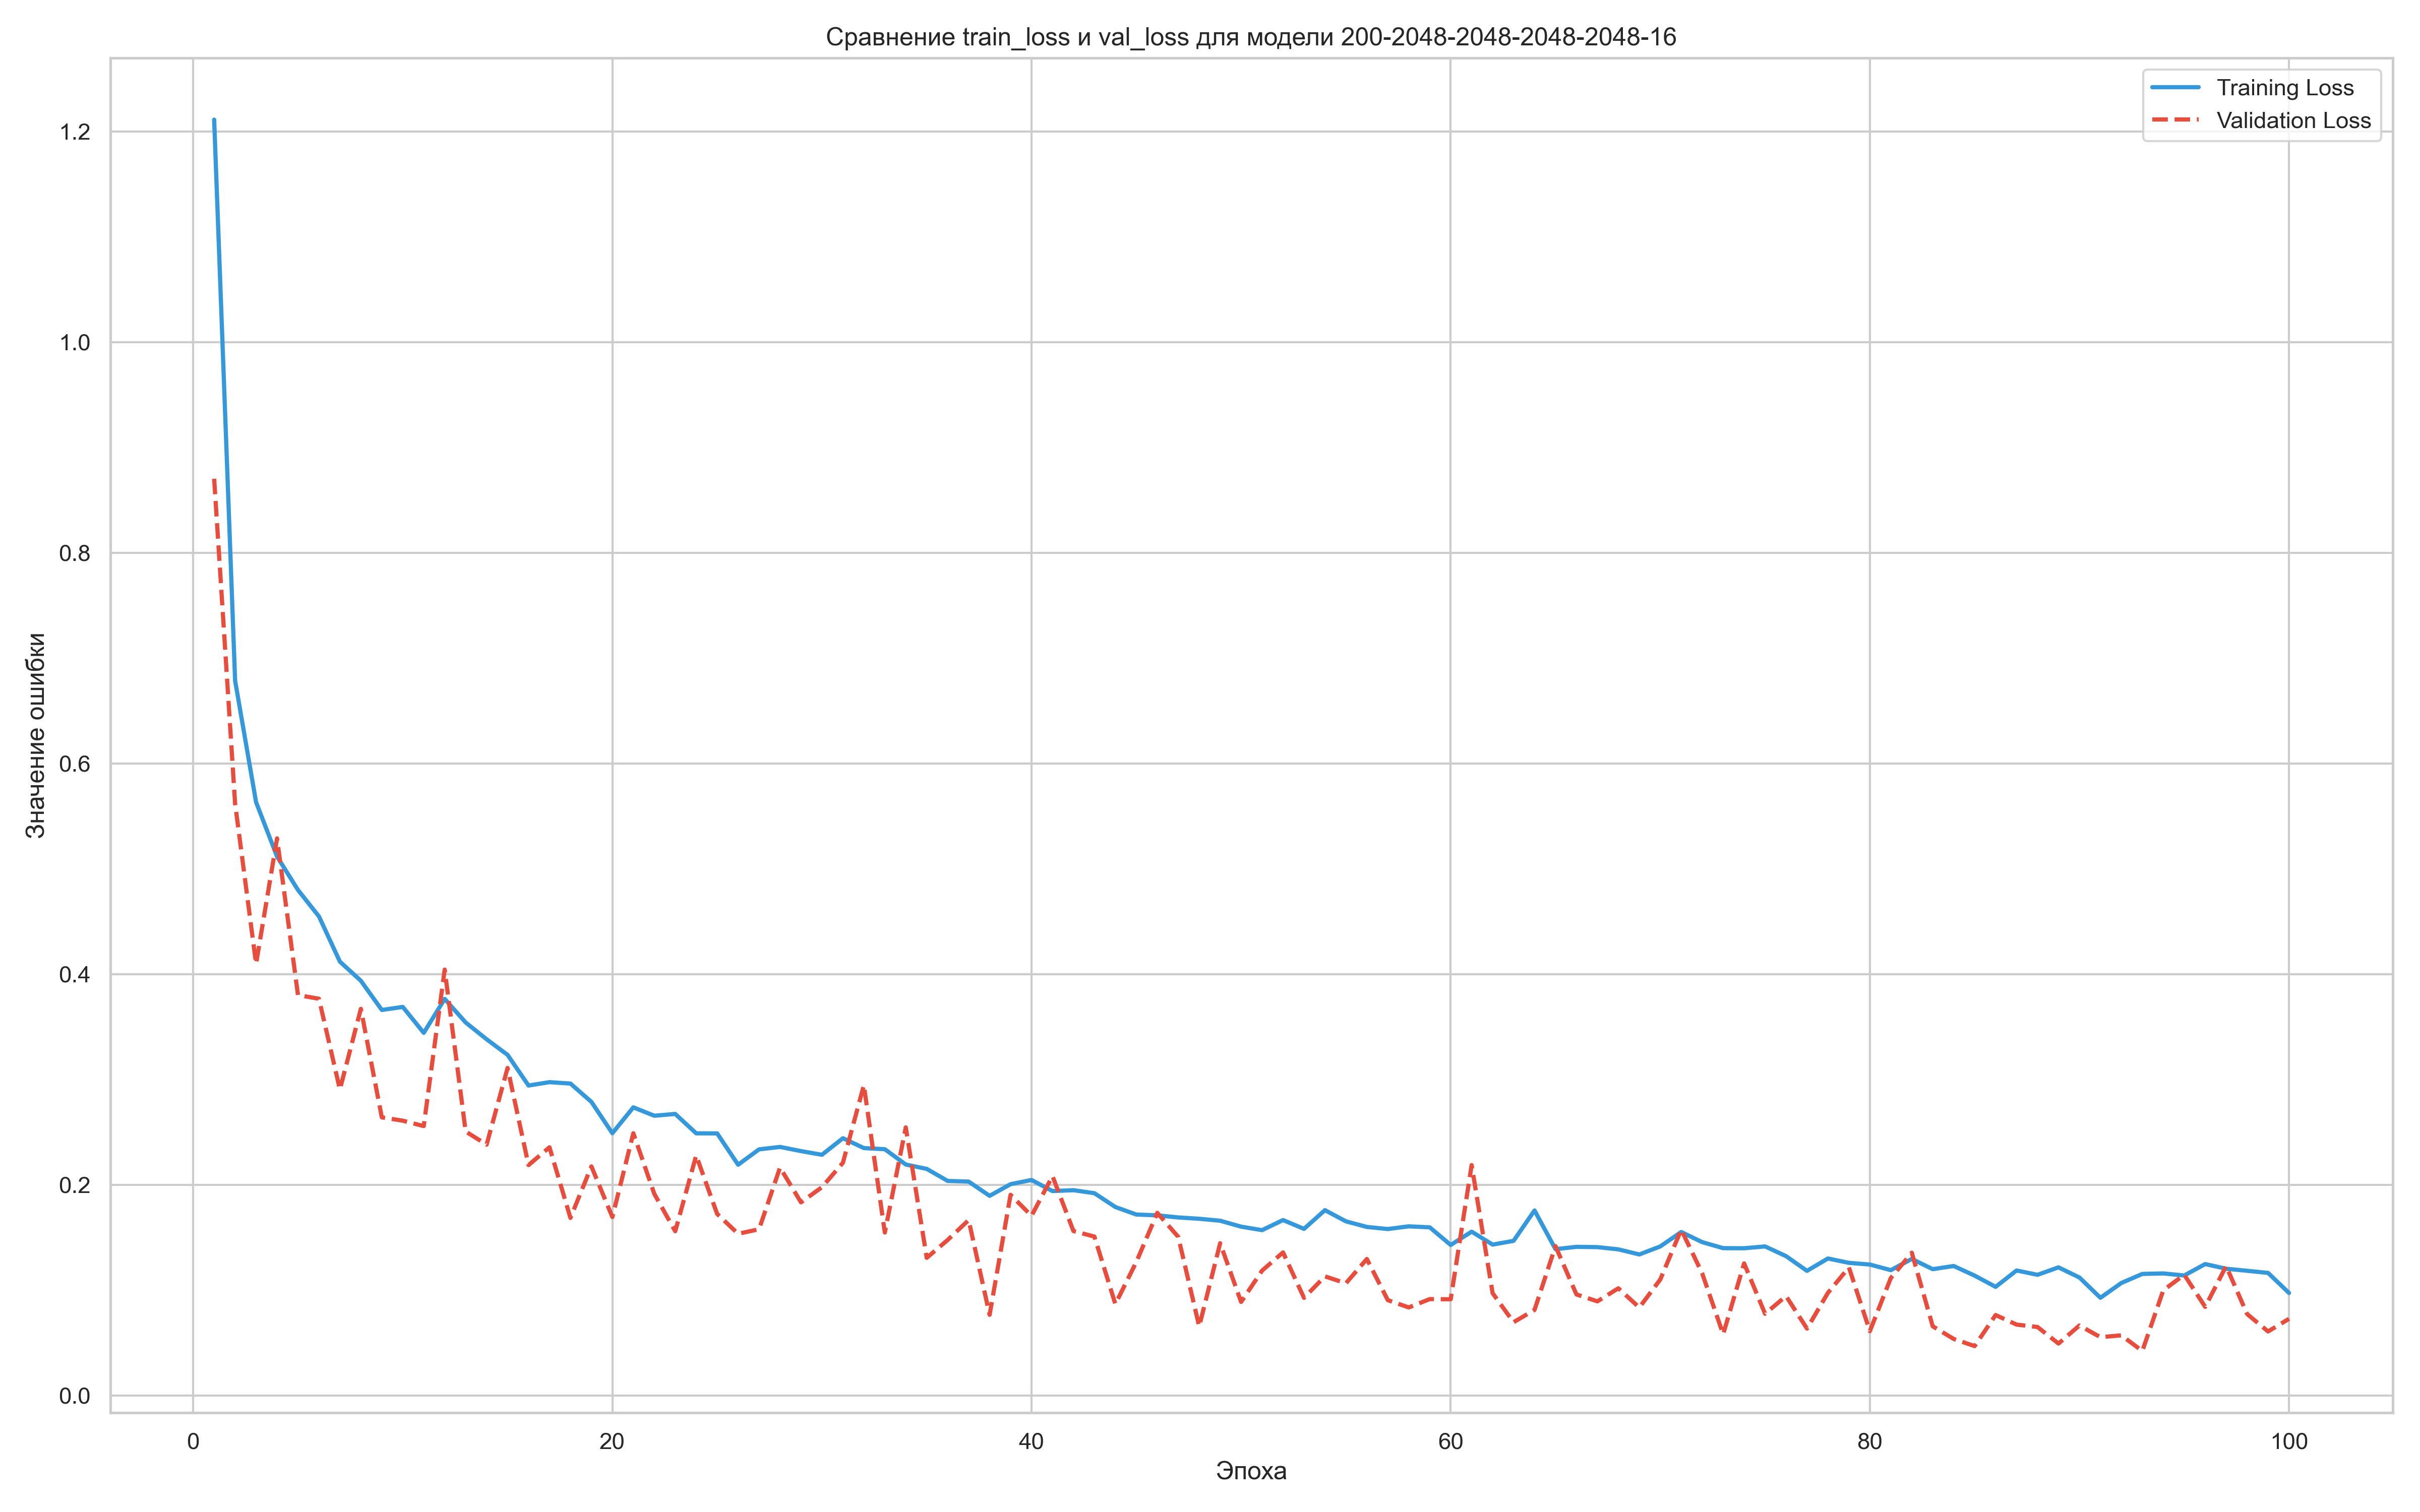 Сравнение train_loss и val_loss для модели 200-2048-2048-2048-2048-16
Training Loss
Validation Loss
Значение ошибки
1.2
1.0
0.8
0.6
0.4
0.2
0.0
0 20 40 60 80 100
Эпоха